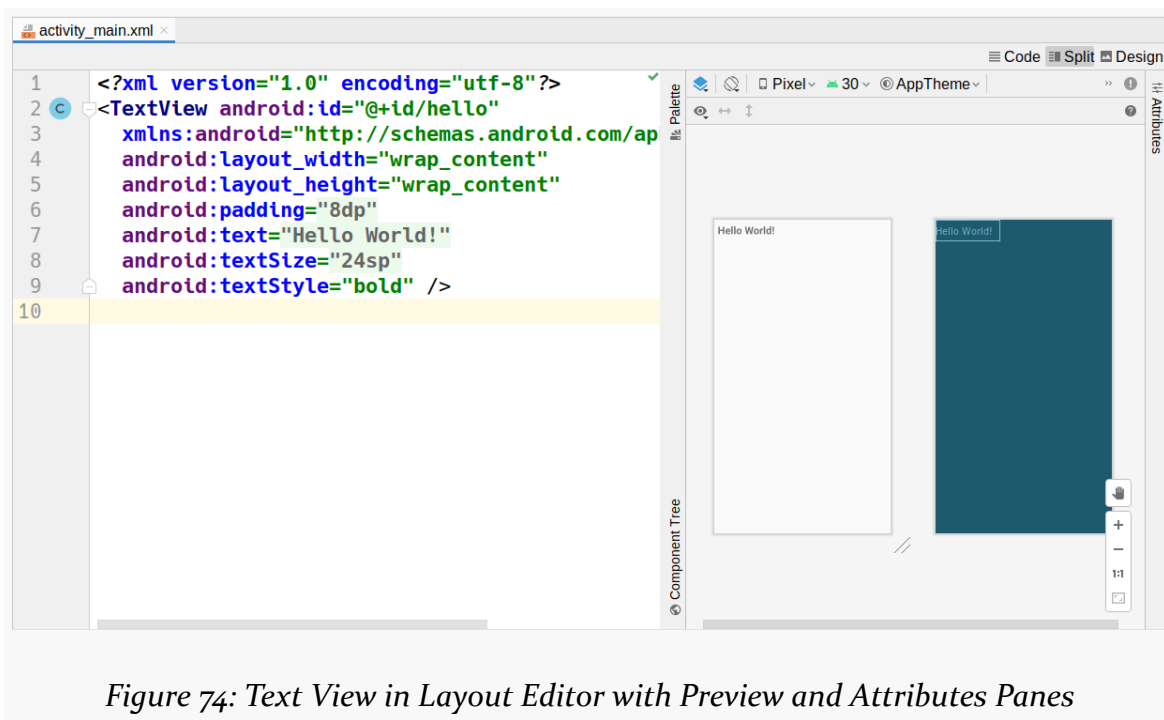 activity_main.xml
Code Split Design
1 <?xml version="1.0" encoding="utf-8"?>
2 C <TextView android:id="@+id/hello"
3 xmlns:android="http://schemas.android.com/ap
4 android:layout_width="wrap_content"
5 android:layout_height="wrap_content"
6 android:padding="8dp"
7 android:text="Hello World!"
8 android:textSize="24sp"
9 android:textStyle="bold" />
10
Palette
Component Tree
Pixel 30 AppTheme »
Attributes
Hello World!
Hello World!
1:1
Figure 74: Text View in Layout Editor with Preview and Attributes Panes